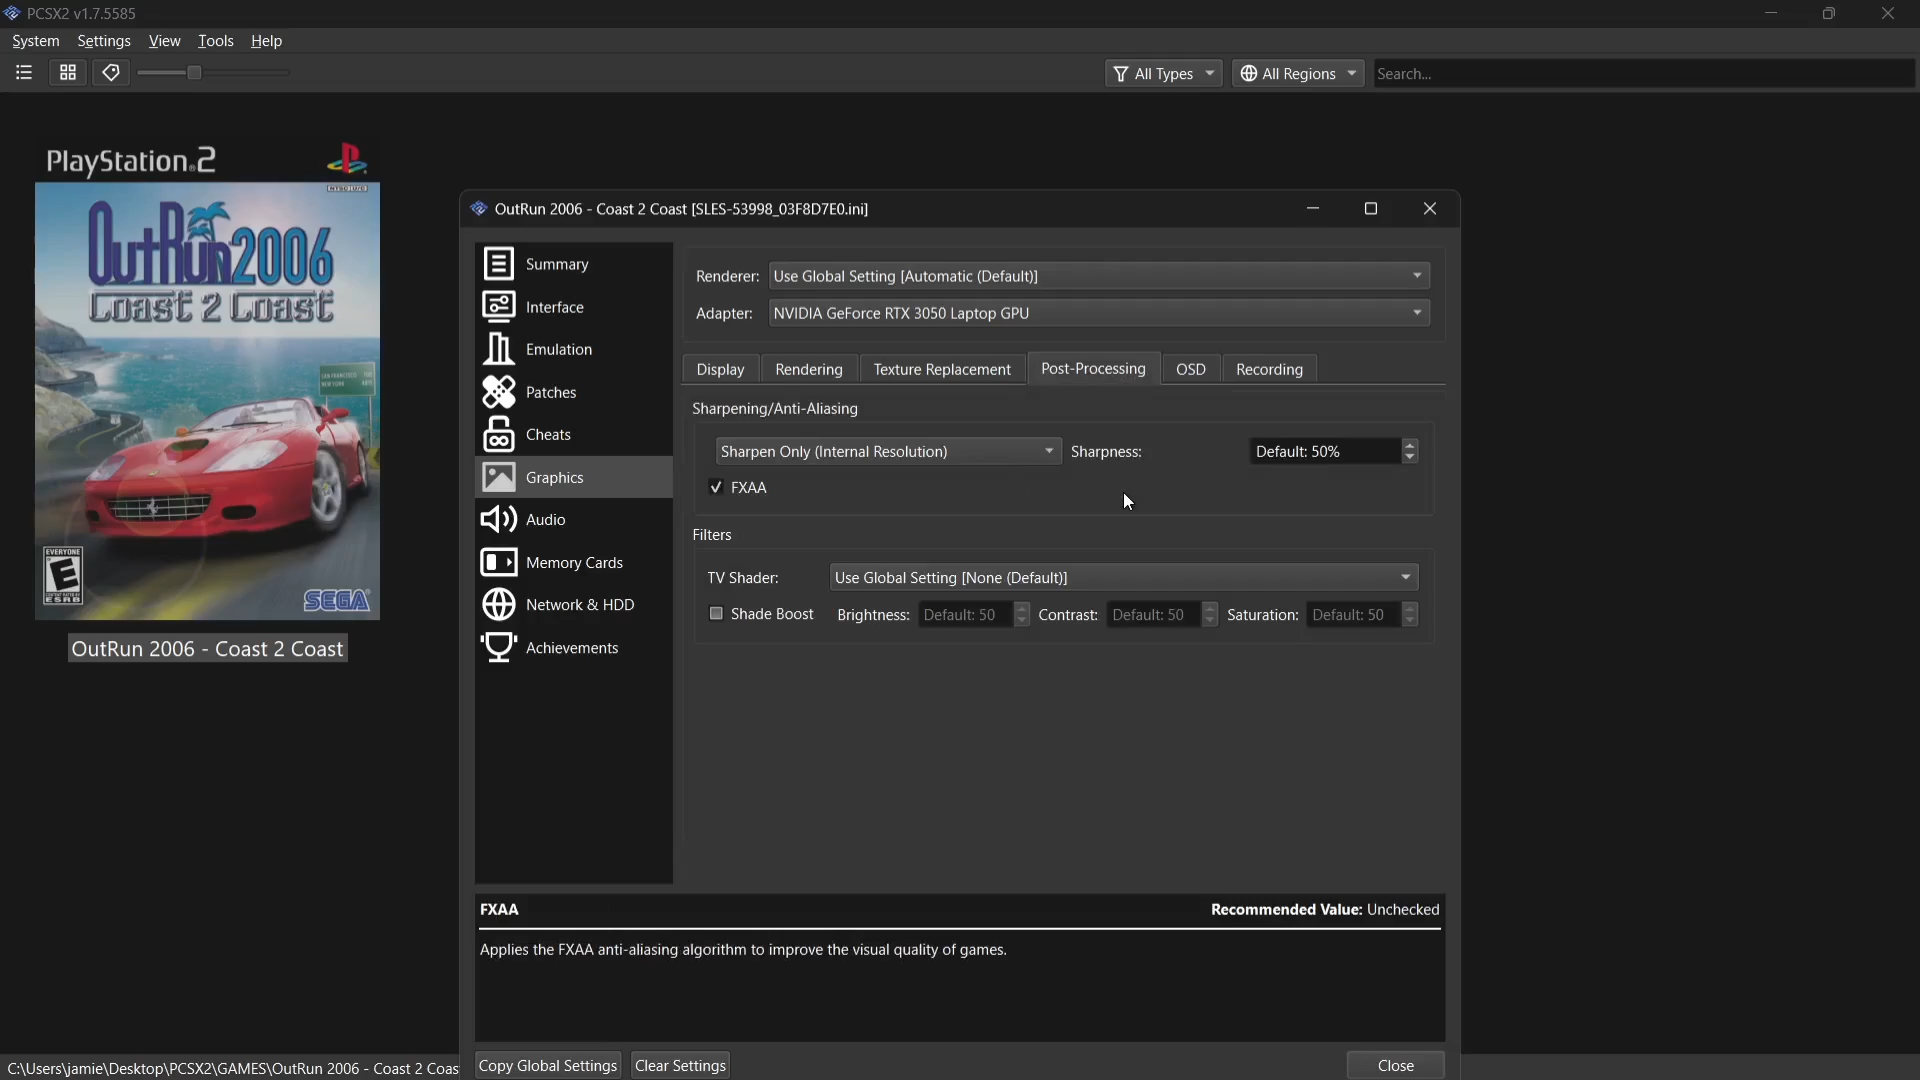 PCSX2 v1.7.5585
System Settings View Tools Help
All Types All Regions Search...
PlayStation.2
OutRun2006
Coast 2 Coast
EVERYONE
E
ESRB
SEGA
OutRun 2006 - Coast 2 Coast
OutRun 2006 - Coast 2 Coast [SLES-53998_03F8D7E0.ini]
Summary
Interface
Emulation
Patches
Cheats
Graphics
Audio
Memory Cards
Network & HDD
Achievements
Renderer: Use Global Setting [Automatic (Default)]
Adapter: NVIDIA GeForce RTX 3050 Laptop GPU
Display Rendering Texture Replacement Post-Processing OSD Recording
Sharpening/Anti-Aliasing
Sharpen Only (Internal Resolution) Sharpness: Default: 50%
FXAA
Filters
TV Shader: Use Global Setting [None (Default)]
Shade Boost Brightness: Default: 50 Contrast: Default: 50 Saturation: Default: 50
FXAA Recommended Value: Unchecked
Applies the FXAA anti-aliasing algorithm to improve the visual quality of games.
Copy Global Settings Clear Settings Close
C:\Users\jamie\Desktop\PCSX2\GAMES\OutRun 2006 - Coast 2 Coas